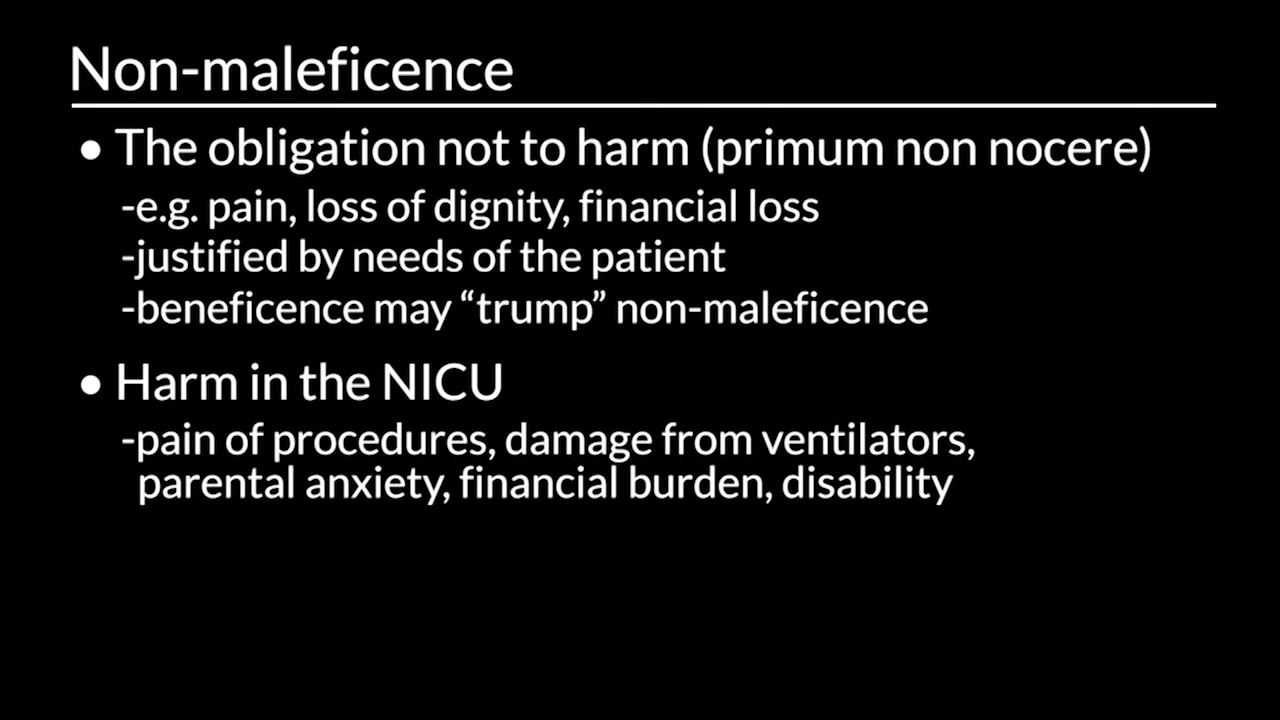 Non-maleficence
• The obligation not to harm (primum non nocere)
-e.g. pain, loss of dignity, financial loss
-justified by needs of the patient
-beneficence may “trump” non-maleficence
• Harm in the NICU
-pain of procedures, damage from ventilators,
parental anxiety, financial burden, disability